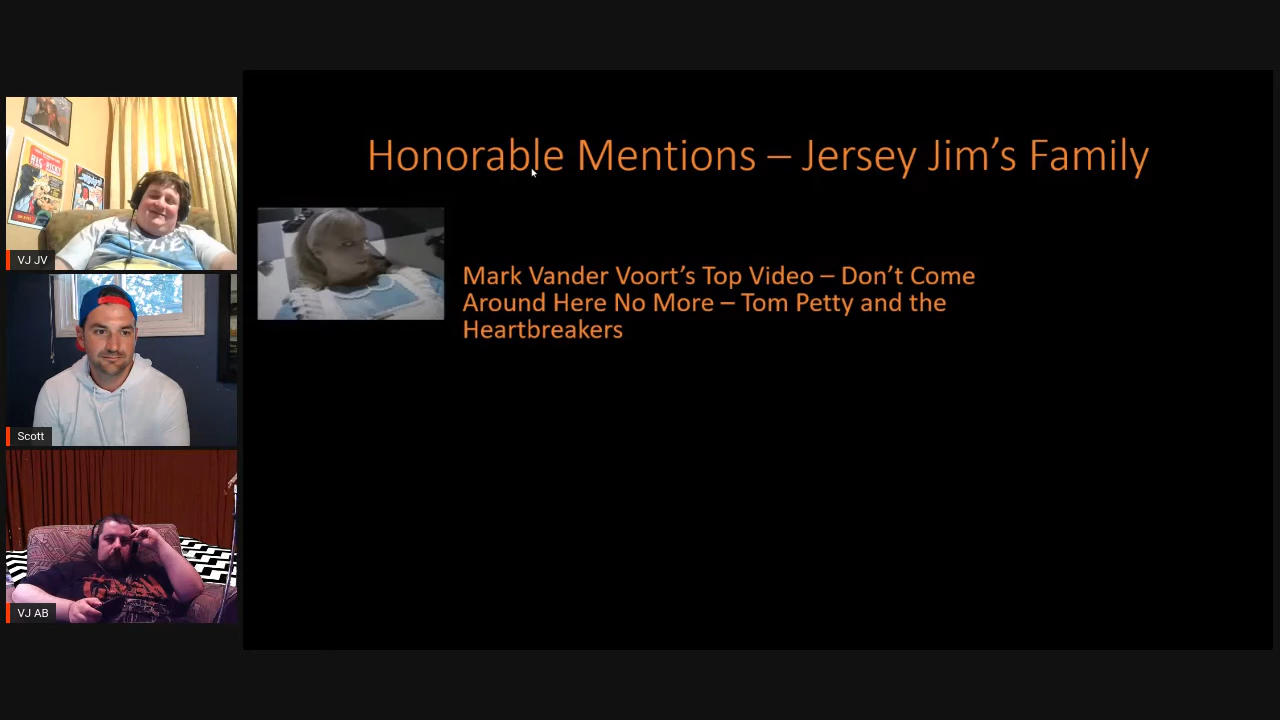 Honorable Mentions – Jersey Jim’s Family
Mark Vander Voort’s Top Video – Don’t Come
Around Here No More – Tom Petty and the
Heartbreakers
VJ JV
Scott
VJ AB